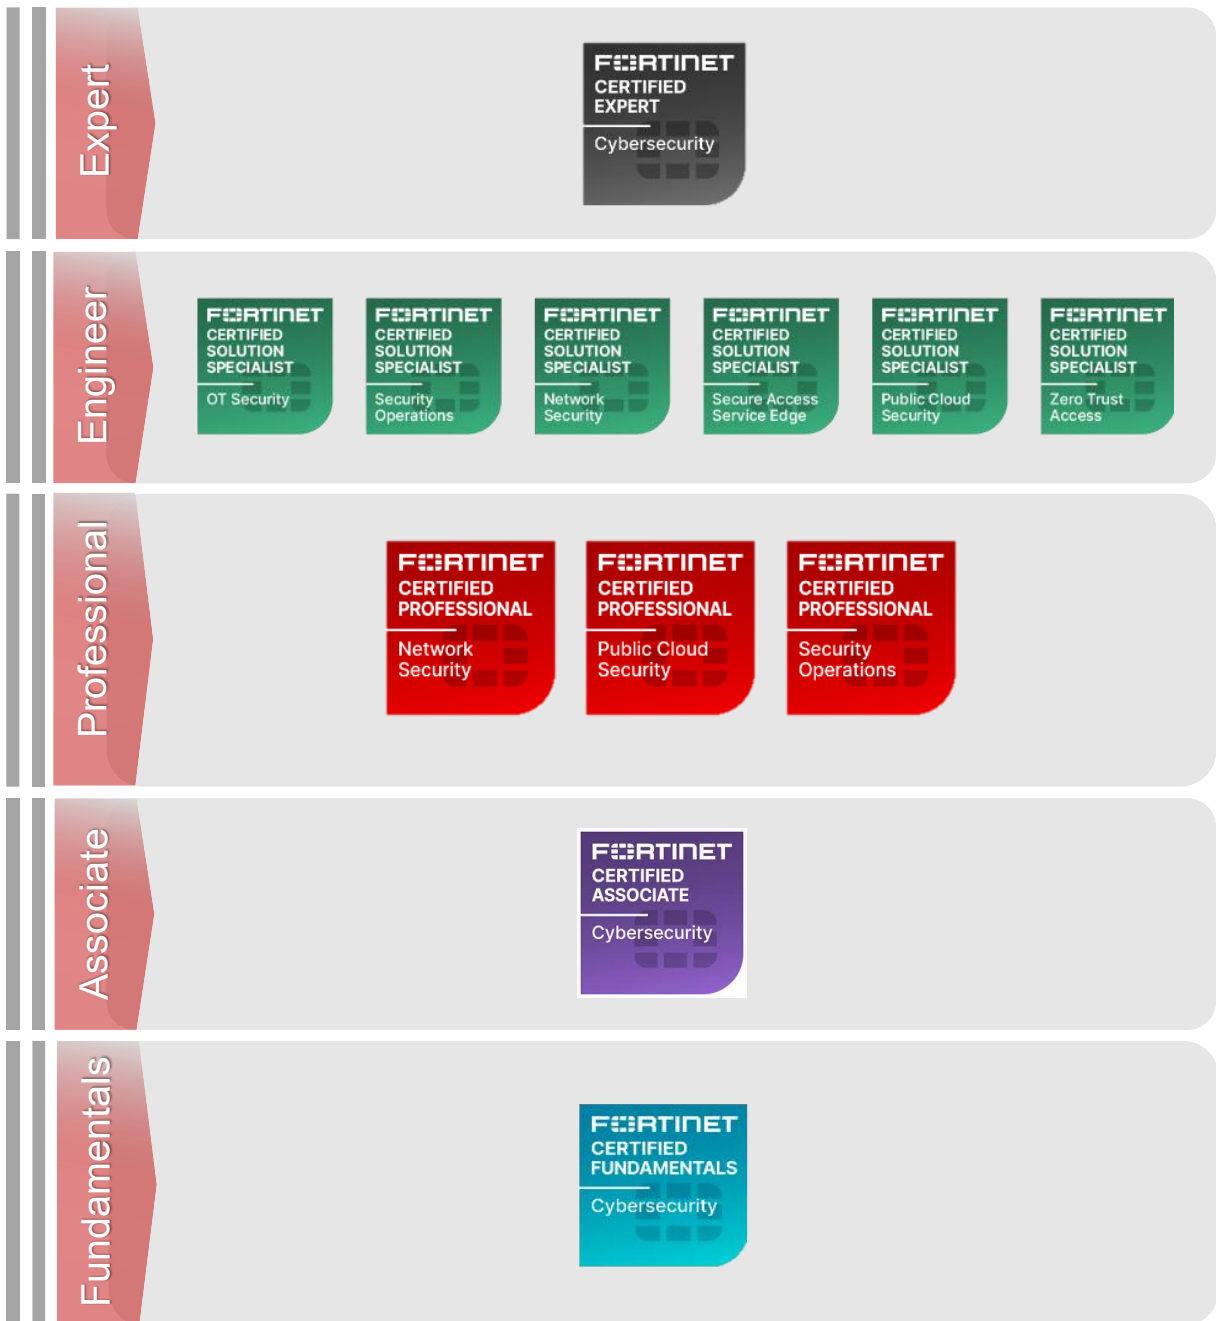 Expert
FORTINET
CERTIFIED
EXPERT
Cybersecurity
Engineer
FORTINET
CERTIFIED
SOLUTION
SPECIALIST
OT Security
FORTINET
CERTIFIED
SOLUTION
SPECIALIST
Security
Operations
FORTINET
CERTIFIED
SOLUTION
SPECIALIST
Network
Security
FORTINET
CERTIFIED
SOLUTION
SPECIALIST
Secure Access
Service Edge
FORTINET
CERTIFIED
SOLUTION
SPECIALIST
Public Cloud
Security
FORTINET
CERTIFIED
SOLUTION
SPECIALIST
Zero Trust
Access
Professional
FORTINET
CERTIFIED
PROFESSIONAL
Network
Security
FORTINET
CERTIFIED
PROFESSIONAL
Public Cloud
Security
FORTINET
CERTIFIED
PROFESSIONAL
Security
Operations
Associate
FORTINET
CERTIFIED
ASSOCIATE
Cybersecurity
Fundamentals
FORTINET
CERTIFIED
FUNDAMENTALS
Cybersecurity